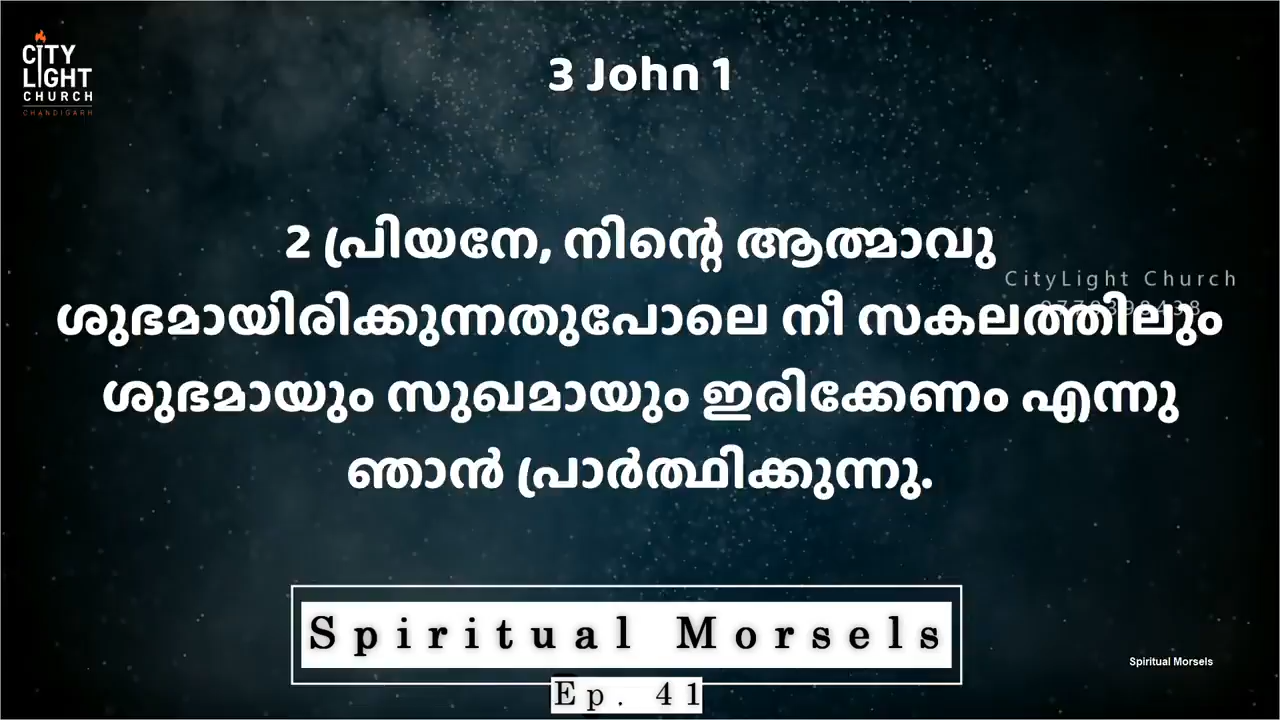 CITY
LIGHT
CHURCH
CHANDIGARH
3 John 1
2 പ്രിയനേ, നിന്റെ ആത്മാവു
CityLight Church
ശുഭമായിരിക്കുന്നതുപോലെ നീ സകലത്തിലും
ശുഭമായും സുഖമായും ഇരിക്കേണം എന്നു
ഞാൻ പ്രാർത്ഥിക്കുന്നു.
Spiritual Morsels
Spiritual Morsels
Ep. 41